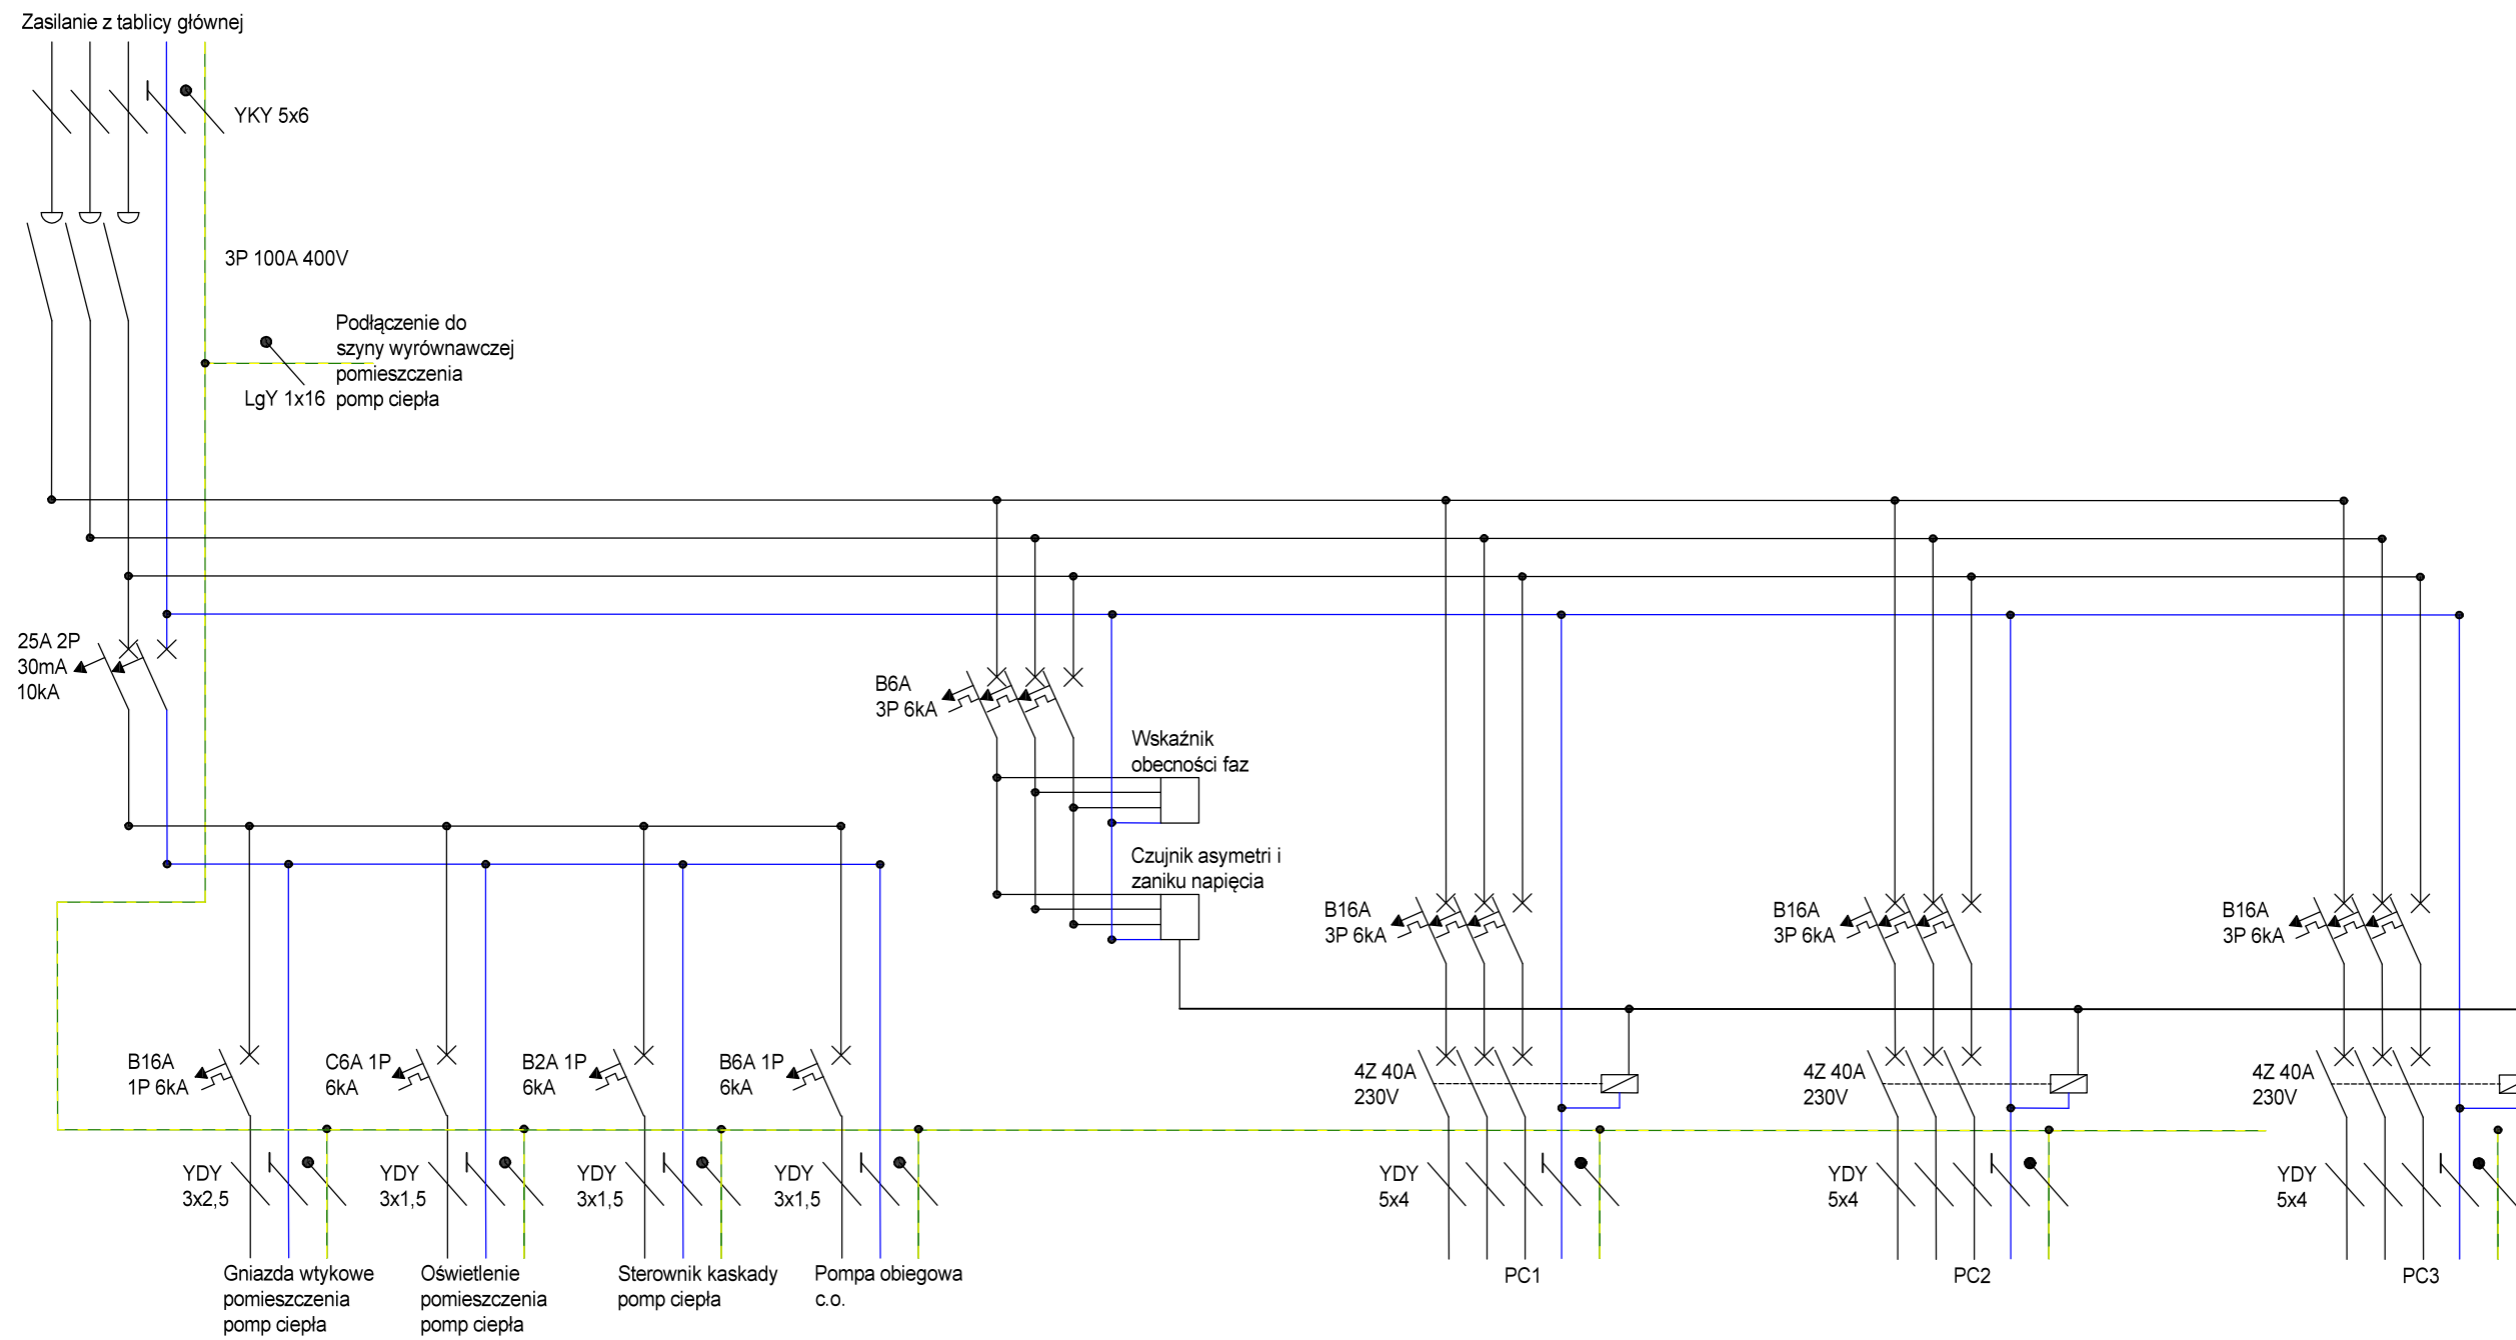 Zasilanie z tablicy głównej
YKY 5x6
3P 100A 400V
Podłączenie do
szyny wyrównawczej
pomieszczenia
pomp ciepła
LgY 1x16
25A 2P
30mA
10kA
B6A
3P 6kA
Wskaźnik
obecności faz
Czujnik asymetri i
zaniku napięcia
B16A
3P 6kA
B16A
3P 6kA
B16A
3P 6kA
B16A
1P 6kA
C6A 1P
6kA
B2A 1P
6kA
B6A 1P
6kA
4Z 40A
230V
4Z 40A
230V
4Z 40A
230V
YDY
3x2,5
YDY
3x1,5
YDY
3x1,5
YDY
3x1,5
YDY
5x4
YDY
5x4
YDY
5x4
Gniazda wtykowe
pomieszczenia
pomp ciepła
Oświetlenie
pomieszczenia
pomp ciepła
Sterownik kaskady
pomp ciepła
Pompa obiegowa
c.o.
PC1
PC2
PC3